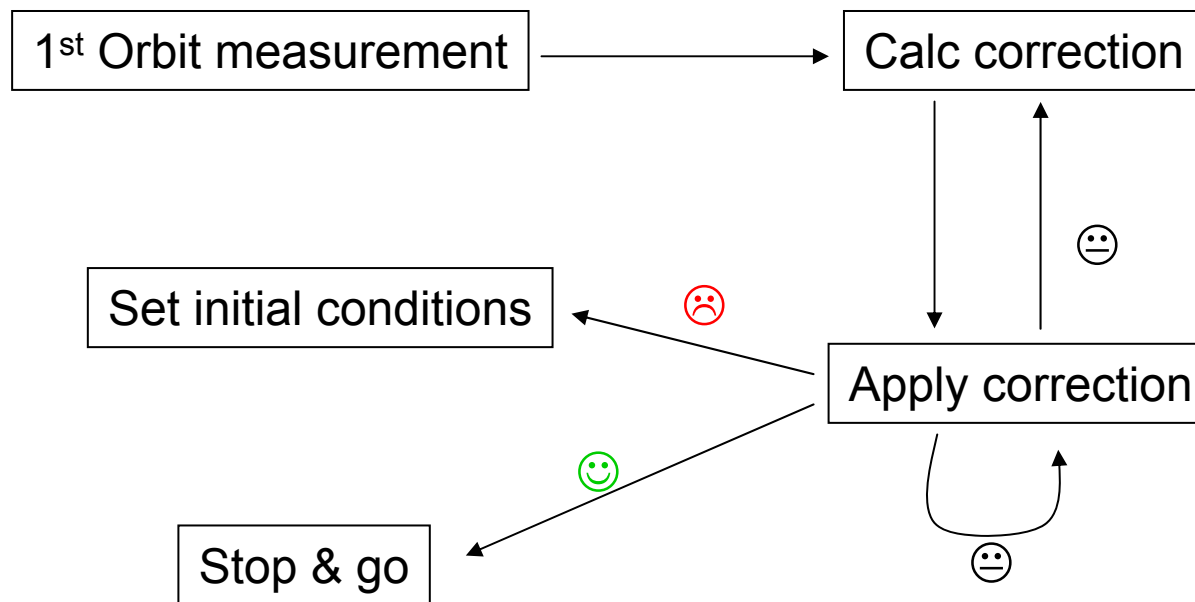 1st Orbit measurement
Calc correction
Set initial conditions
Apply correction
Stop & go